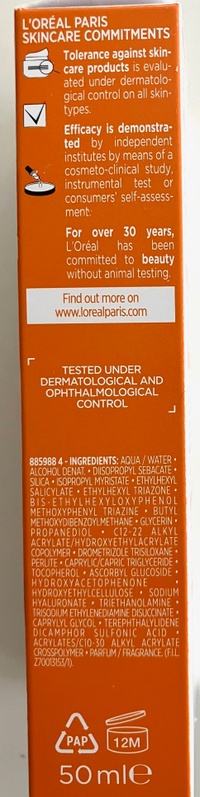 L'ORÉAL PARIS
SKINCARE COMMITMENTS
Tolerance against skin-
care products is evalu-
ated under dermatolo-
gical control on all skin-
types.
Efficacy is demonstra-
ted by independent
institutes by means of a
cosmeto-clinical study,
instrumental test or
consumers' self-assess-
ment.
For over 30 years,
L'Oréal has been
committed to beauty
without animal testing.
Find out more on
www.lorealparis.com
TESTED UNDER
DERMATOLOGICAL AND
OPHTHALMOLOGICAL
CONTROL
885988 4 - INGREDIENTS: AQUA / WATER •
ALCOHOL DENAT. • DIISOPROPYL SEBACATE •
SILICA • ISOPROPYL MYRISTATE • ETHYLHEXYL
SALICYLATE • ETHYLHEXYL TRIAZONE •
BIS-ETHYLHEXYLOXYPHENOL
METHOXYPHENYL TRIAZINE • BUTYL
METHOXYDIBENZOYLMETHANE • GLYCERIN •
PROPANEDIOL • C12-22 ALKYL
ACRYLATE/HYDROXYETHYLACRYLATE
COPOLYMER • DROMETRIZOLE TRISILOXANE •
PERLITE • CAPRYLIC/CAPRIC TRIGLYCERIDE •
TOCOPHEROL • ASCORBYL GLUCOSIDE •
HYDROXYACETOPHENONE •
HYDROXYETHYLCELLULOSE • SODIUM
HYALURONATE • TRIETHANOLAMINE •
TRISODIUM ETHYLENEDIAMINE DISUCCINATE •
CAPRYLYL GLYCOL • TEREPHTHALYLIDENE
DICAMPHOR SULFONIC ACID •
ACRYLATES/C10-30 ALKYL ACRYLATE
CROSSPOLYMER • PARFUM / FRAGRANCE. (F.I.L.
Z70013153/1).
PAP
12M
50 ml℮